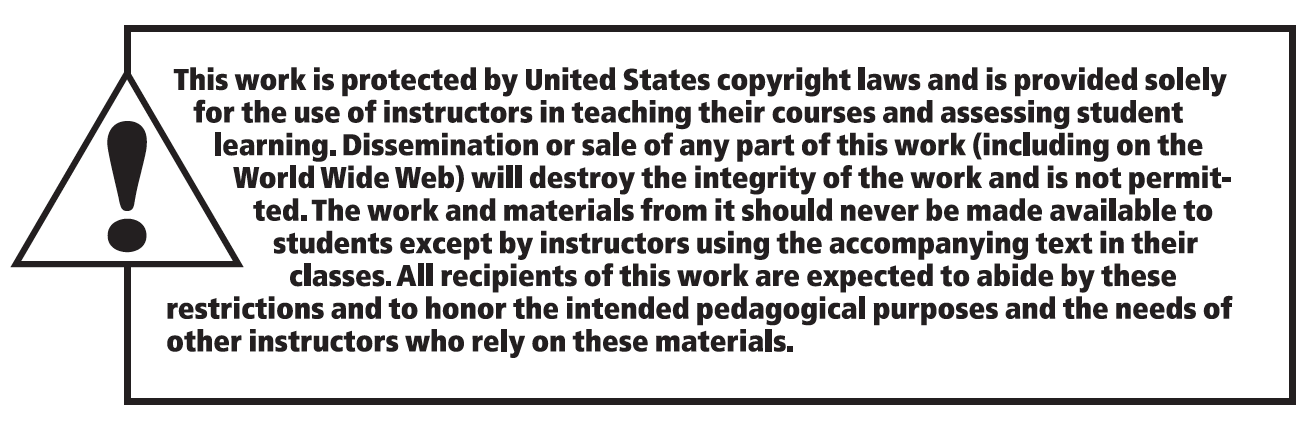 This work is protected by United States copyright laws and is provided solely
for the use of instructors in teaching their courses and assessing student
learning. Dissemination or sale of any part of this work (including on the
World Wide Web) will destroy the integrity of the work and is not permit-
ted. The work and materials from it should never be made available to
students except by instructors using the accompanying text in their
classes. All recipients of this work are expected to abide by these
restrictions and to honor the intended pedagogical purposes and the needs of
other instructors who rely on these materials.